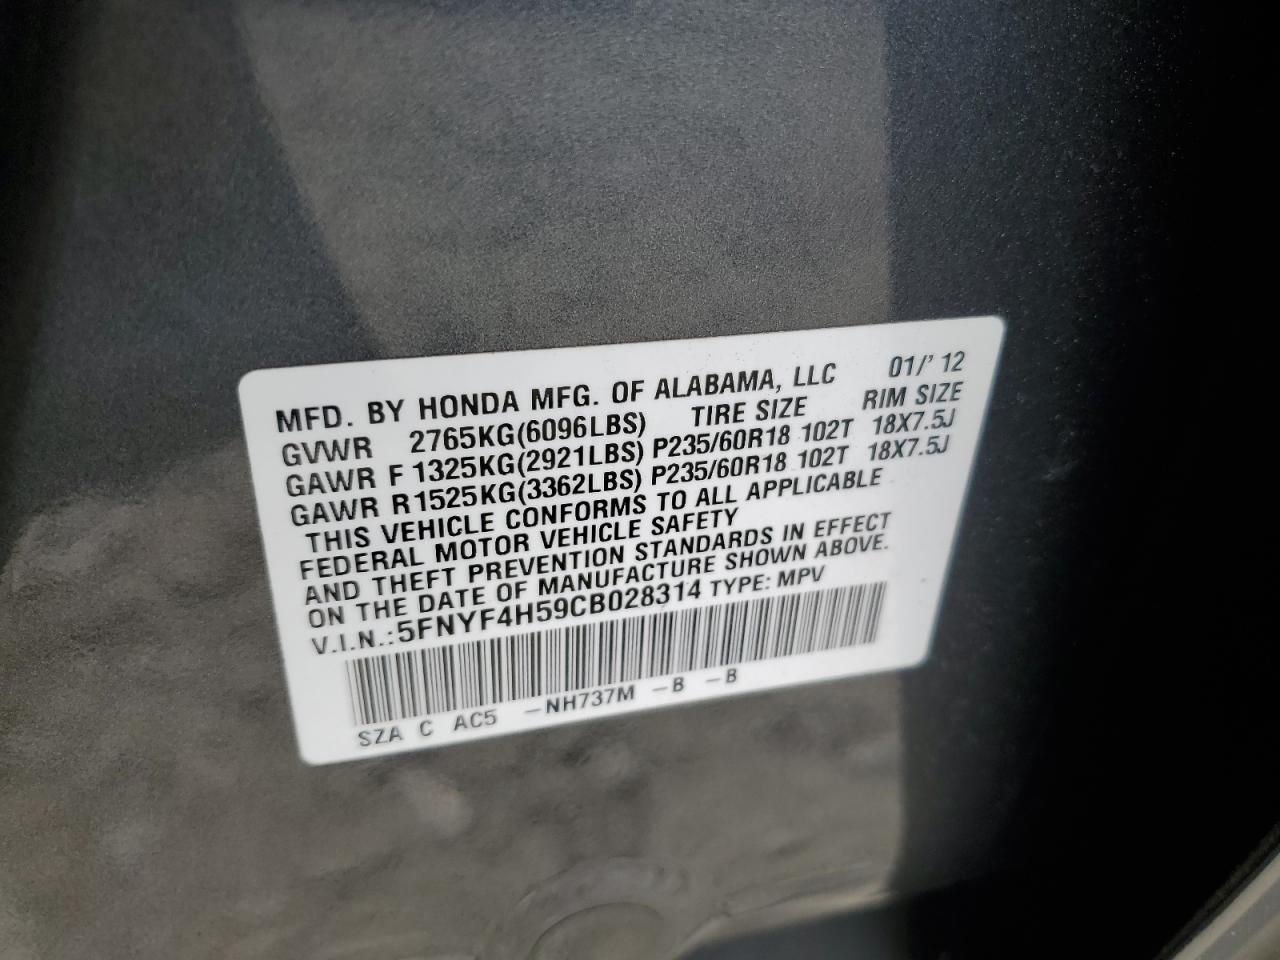 MFD. BY HONDA MFG. OF ALABAMA, LLC 01/'12
GVWR 2765KG(6096LBS) TIRE SIZE RIM SIZE
GAWR F 1325KG(2921LBS) P235/60R18 102T 18X7.5J
GAWR R1525KG(3362LBS) P235/60R18 102T 18X7.5J
THIS VEHICLE CONFORMS TO ALL APPLICABLE
FEDERAL MOTOR VEHICLE SAFETY
AND THEFT PREVENTION STANDARDS IN EFFECT
ON THE DATE OF MANUFACTURE SHOWN ABOVE.
V.I.N.:5FNYF4H59CB028314 TYPE: MPV
SZA C AC5 -NH737M -B -B